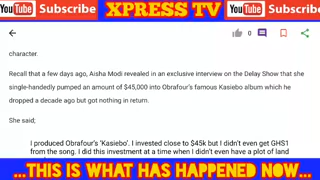 YouTube Subscribe XPRESS TV YouTube Subscribe
0
character.
Recall that a few days ago, Aisha Modi revealed in an exclusive interview on the Delay Show that she
single-handedly pumped an amount of $45,000 into Obrafour's famous Kasiebo album which he
dropped a decade ago but got nothing in return.
She said;
I produced Obrafour's 'Kasiebo'. I invested close to $45k but I didn't even get GHS1
from the song. I did this investment at a time when I didn't even have a plot of land
...THIS IS WHAT HAS HAPPENED NOW...